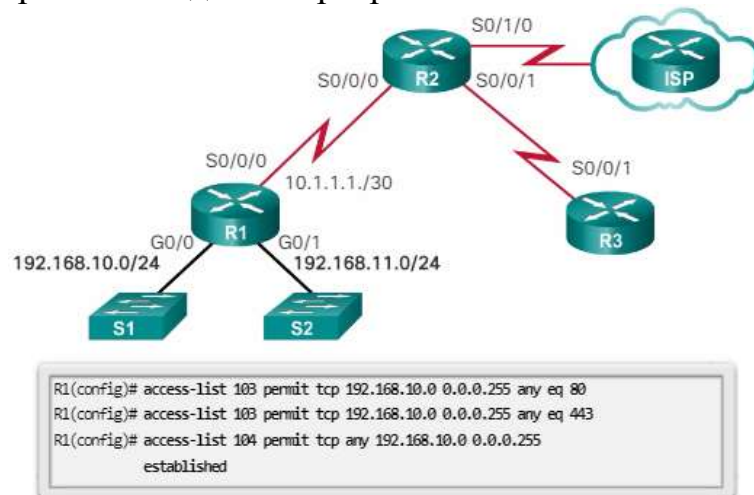 S0/1/0
R2
ISP
S0/0/0
S0/0/1
S0/0/0
S0/0/1
10.1.1.1./30
R1
R3
G0/0
G0/1
192.168.10.0/24
192.168.11.0/24
S1
S2
R1(config)# access-list 103 permit tcp 192.168.10.0 0.0.0.255 any eq 80
R1(config)# access-list 103 permit tcp 192.168.10.0 0.0.0.255 any eq 443
R1(config)# access-list 104 permit tcp any 192.168.10.0 0.0.0.255
established